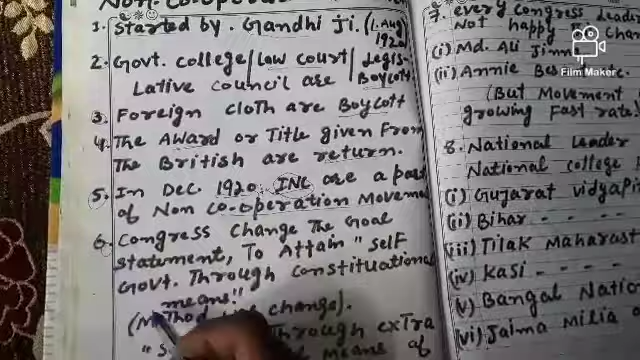 Non-co-operation
1. Started by. Gandhi ji. (1. Aug 1920
2. Govt. college/law court/Legis-
lative council are Boycott
3. Foreign cloth are Boycott
4. The AWARD or Title given From
The British are return.
5. In Dec. 1920, INC are a part
of Non co-operation Movemen
6. Congress change The Goal
statement, To Attain "self
Govt. Through constituational
means"
(Method change).
Through extra
means of
7. every Congress Leade
Not happy
(i) Md. Ali Jinn
(ii) Annie Bes
(But Movement
growing Fast rate.
8. National Leader
National college
(i) Gujarat vidyapi
(ii) Bihar - - -
(iii) Tilak Maharast
(iv) Kasi - - - -
(v) Bangal Natio
(vi) Jaima Milia
Film Maker